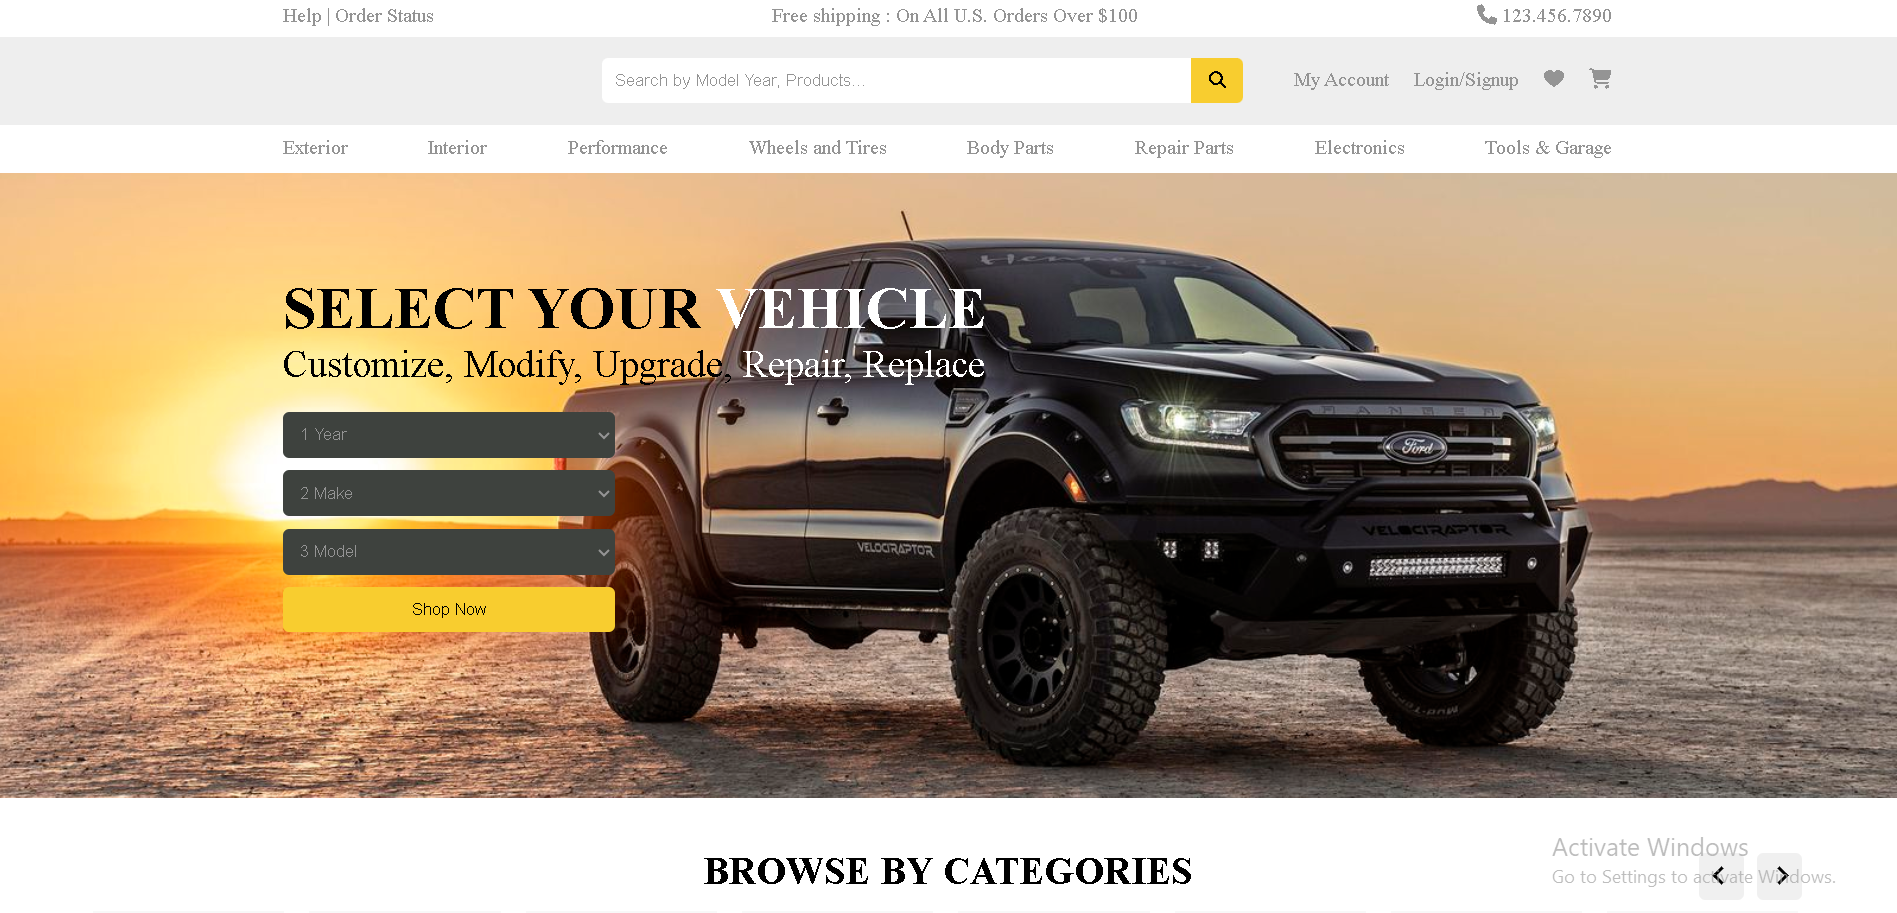 Help | Order Status
Free shipping : On All U.S. Orders Over $100
123.456.7890
Search by Model Year, Products...
My Account
Login/Signup
Exterior
Interior
Performance
Wheels and Tires
Body Parts
Repair Parts
Electronics
Tools & Garage
Hennessey
SELECT YOUR VEHICLE
Customize, Modify, Upgrade, Repair, Replace
1 Year
2 Make
3 Model
Shop Now
RANGER
Ford
VELOCIRAPTOR
VELOCIRAPTOR
BROWSE BY CATEGORIES
Activate Windows
Go to Settings to activate Windows.